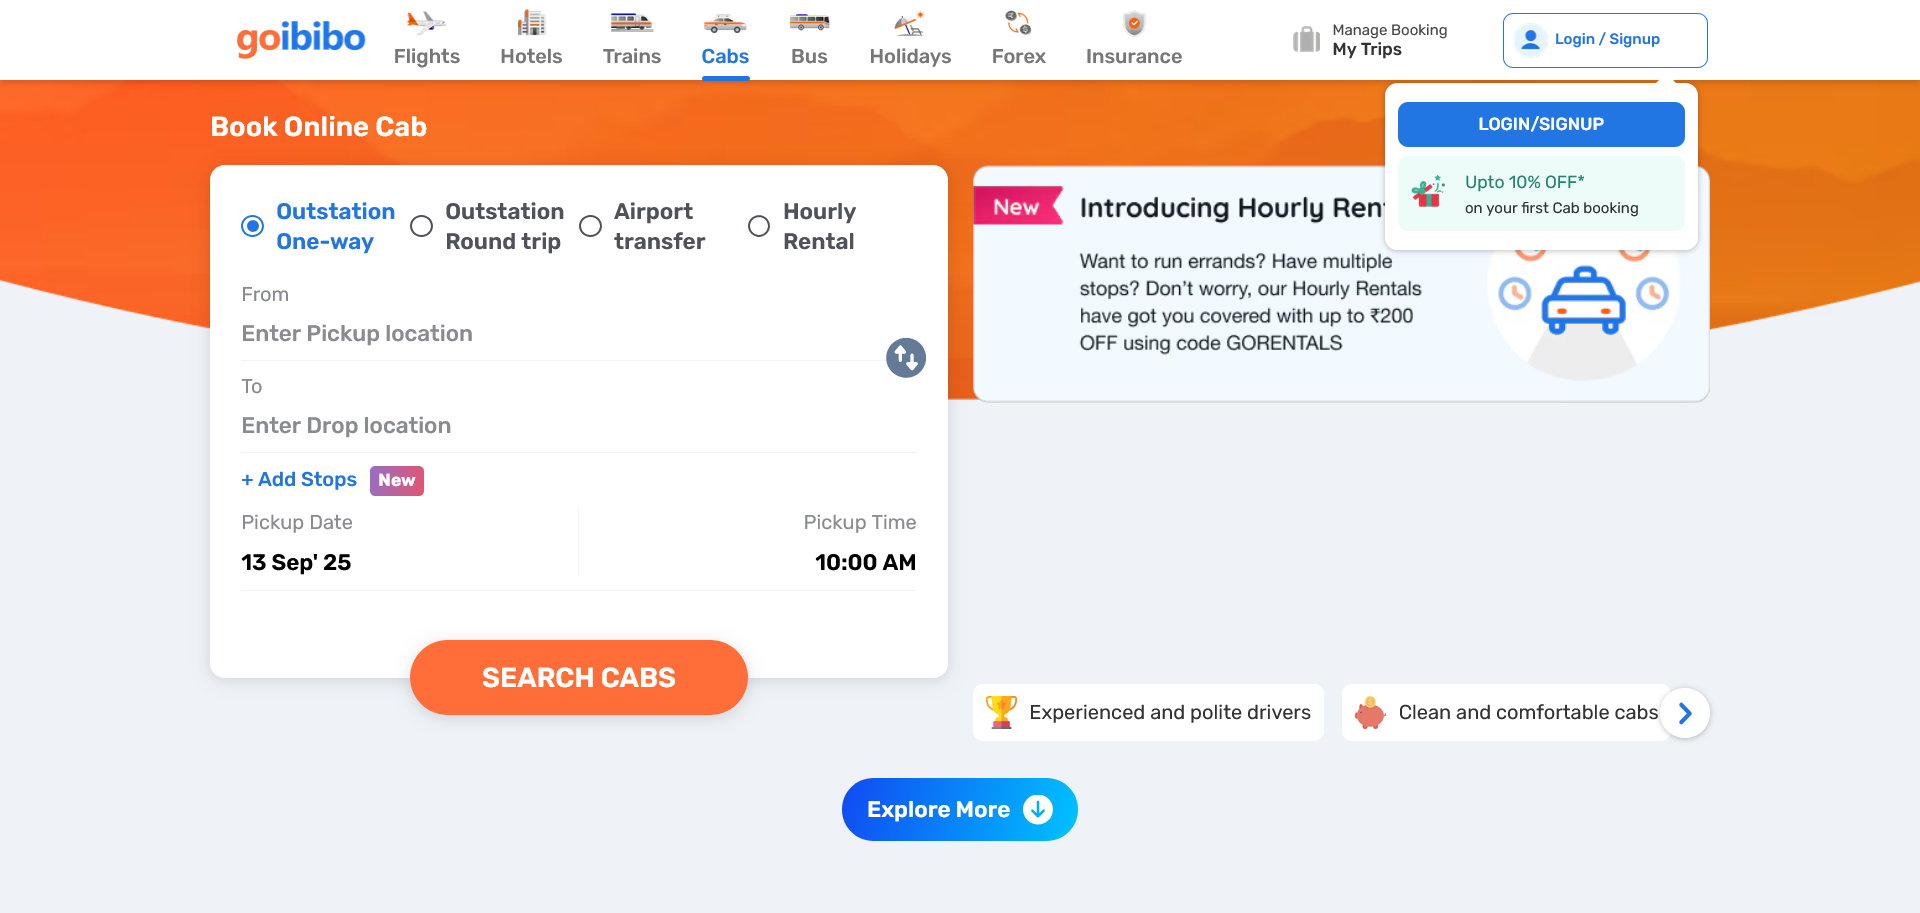 goibibo
Flights
Hotels
Trains
Cabs
Bus
Holidays
Forex
Insurance
Manage Booking
My Trips
Login / Signup
LOGIN/SIGNUP
Upto 10% OFF*
on your first Cab booking
Book Online Cab
Outstation
One-way
Outstation
Round trip
Airport
transfer
Hourly
Rental
From
Enter Pickup location
To
Enter Drop location
+ Add Stops New
Pickup Date
13 Sep' 25
Pickup Time
10:00 AM
SEARCH CABS
New
Introducing Hourly
Want to run errands? Have multiple
stops? Don't worry, our Hourly Rentals
have got you covered with up to ₹200
OFF using code GORENTALS
Experienced and polite drivers
Clean and comfortable cabs
Explore More